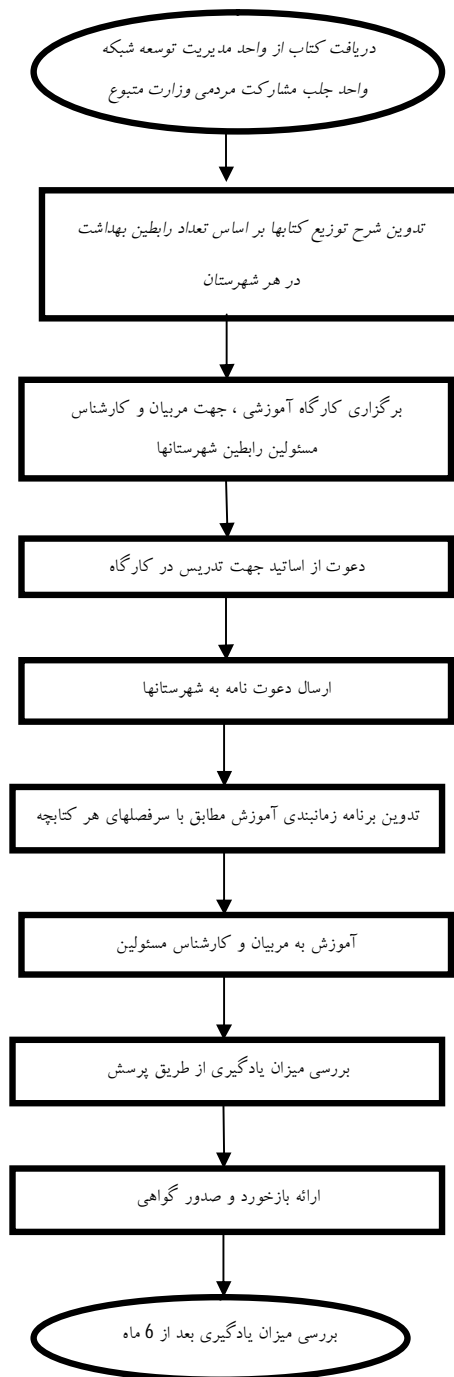 دریافت کتاب از واحد مدیریت توسعه شبکه
واحد جلب مشارکت مردمی وزارت متبوع
تدوین شرح توزیع کتابها بر اساس تعداد رابطین بهداشت
در هر شهرستان
برگزاری کارگاه آموزشی ، جهت مربیان و کارشناس
مسئولین رابطین شهرستانها
دعوت از اساتید جهت تدریس در کارگاه
ارسال دعوت نامه به شهرستانها
تدوین برنامه زمانبندی آموزش مطابق با سرفصلهای هر کتابچه
آموزش به مربیان و کارشناس مسئولین
بررسی میزان یادگیری از طریق پرسش
ارائه بازخورد و صدور گواهی
بررسی میزان یادگیری بعد از 6 ماه